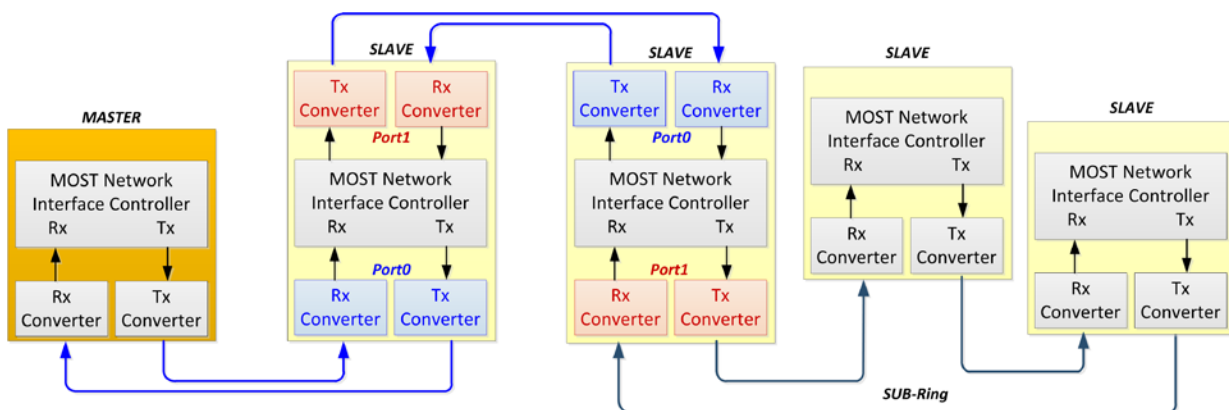 MASTER
MOST Network
Interface Controller
Rx
Tx
Rx
Converter
Tx
Converter
SLAVE
Tx
Converter
Rx
Converter
Port1
MOST Network
Interface Controller
Rx
Tx
Port0
Rx
Converter
Tx
Converter
SLAVE
Tx
Converter
Rx
Converter
Port0
MOST Network
Interface Controller
Rx
Tx
Port1
Rx
Converter
Tx
Converter
SLAVE
MOST Network
Interface Controller
Rx
Tx
Rx
Converter
Tx
Converter
SLAVE
MOST Network
Interface Controller
Rx
Tx
Rx
Converter
Tx
Converter
SUB-Ring